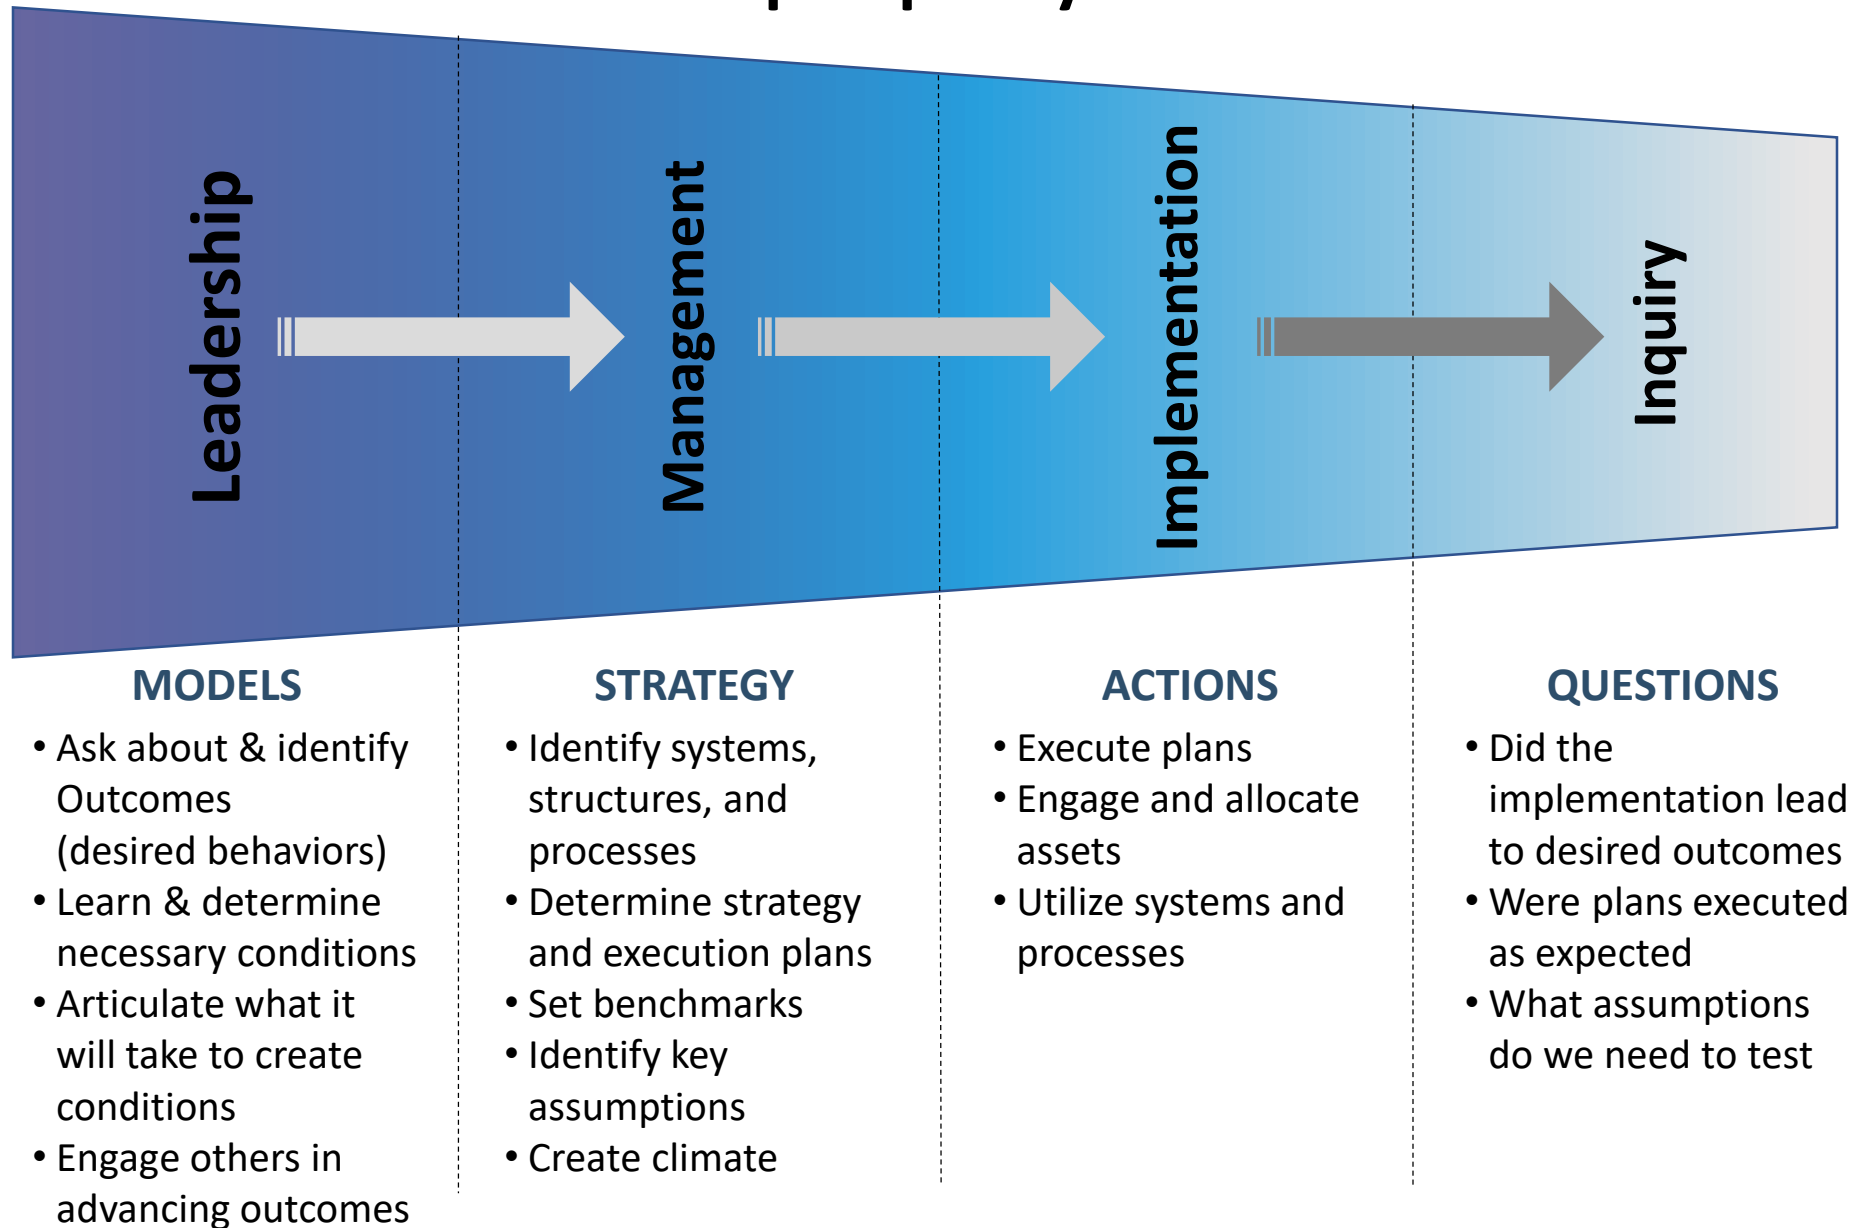 Leadership
Management
Implementation
Inquiry
MODELS
• Ask about & identify
Outcomes
(desired behaviors)
• Learn & determine
necessary conditions
• Articulate what it
will take to create
conditions
• Engage others in
advancing outcomes
STRATEGY
• Identify systems,
structures, and
processes
• Determine strategy
and execution plans
• Set benchmarks
• Identify key
assumptions
• Create climate
ACTIONS
• Execute plans
• Engage and allocate
assets
• Utilize systems and
processes
QUESTIONS
• Did the
implementation lead
to desired outcomes
• Were plans executed
as expected
• What assumptions
do we need to test